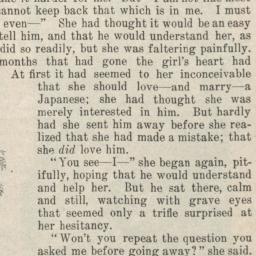 cannot keep back that which is in me. I must
even—” She had thought it would be an easy
tell him, and that he would understand her, as
did so readily, but she was faltering painfully.
months that had gone the girl's heart had
At first it had seemed to her inconceivable
that she should love—and marry—a
Japanese; she had thought she was
merely interested in him. But hardly
had she sent him away before she rea-
lized that she had made a mistake; that
she did love him.
“You see—I—” she began again, pit-
ifully, hoping that he would understand
and help her. But he sat there, calm
and still, watching with grave eyes
that seemed only a trifle surprised at
her hesitancy.
“Won't you repeat the question you
asked me before going away?” she said.